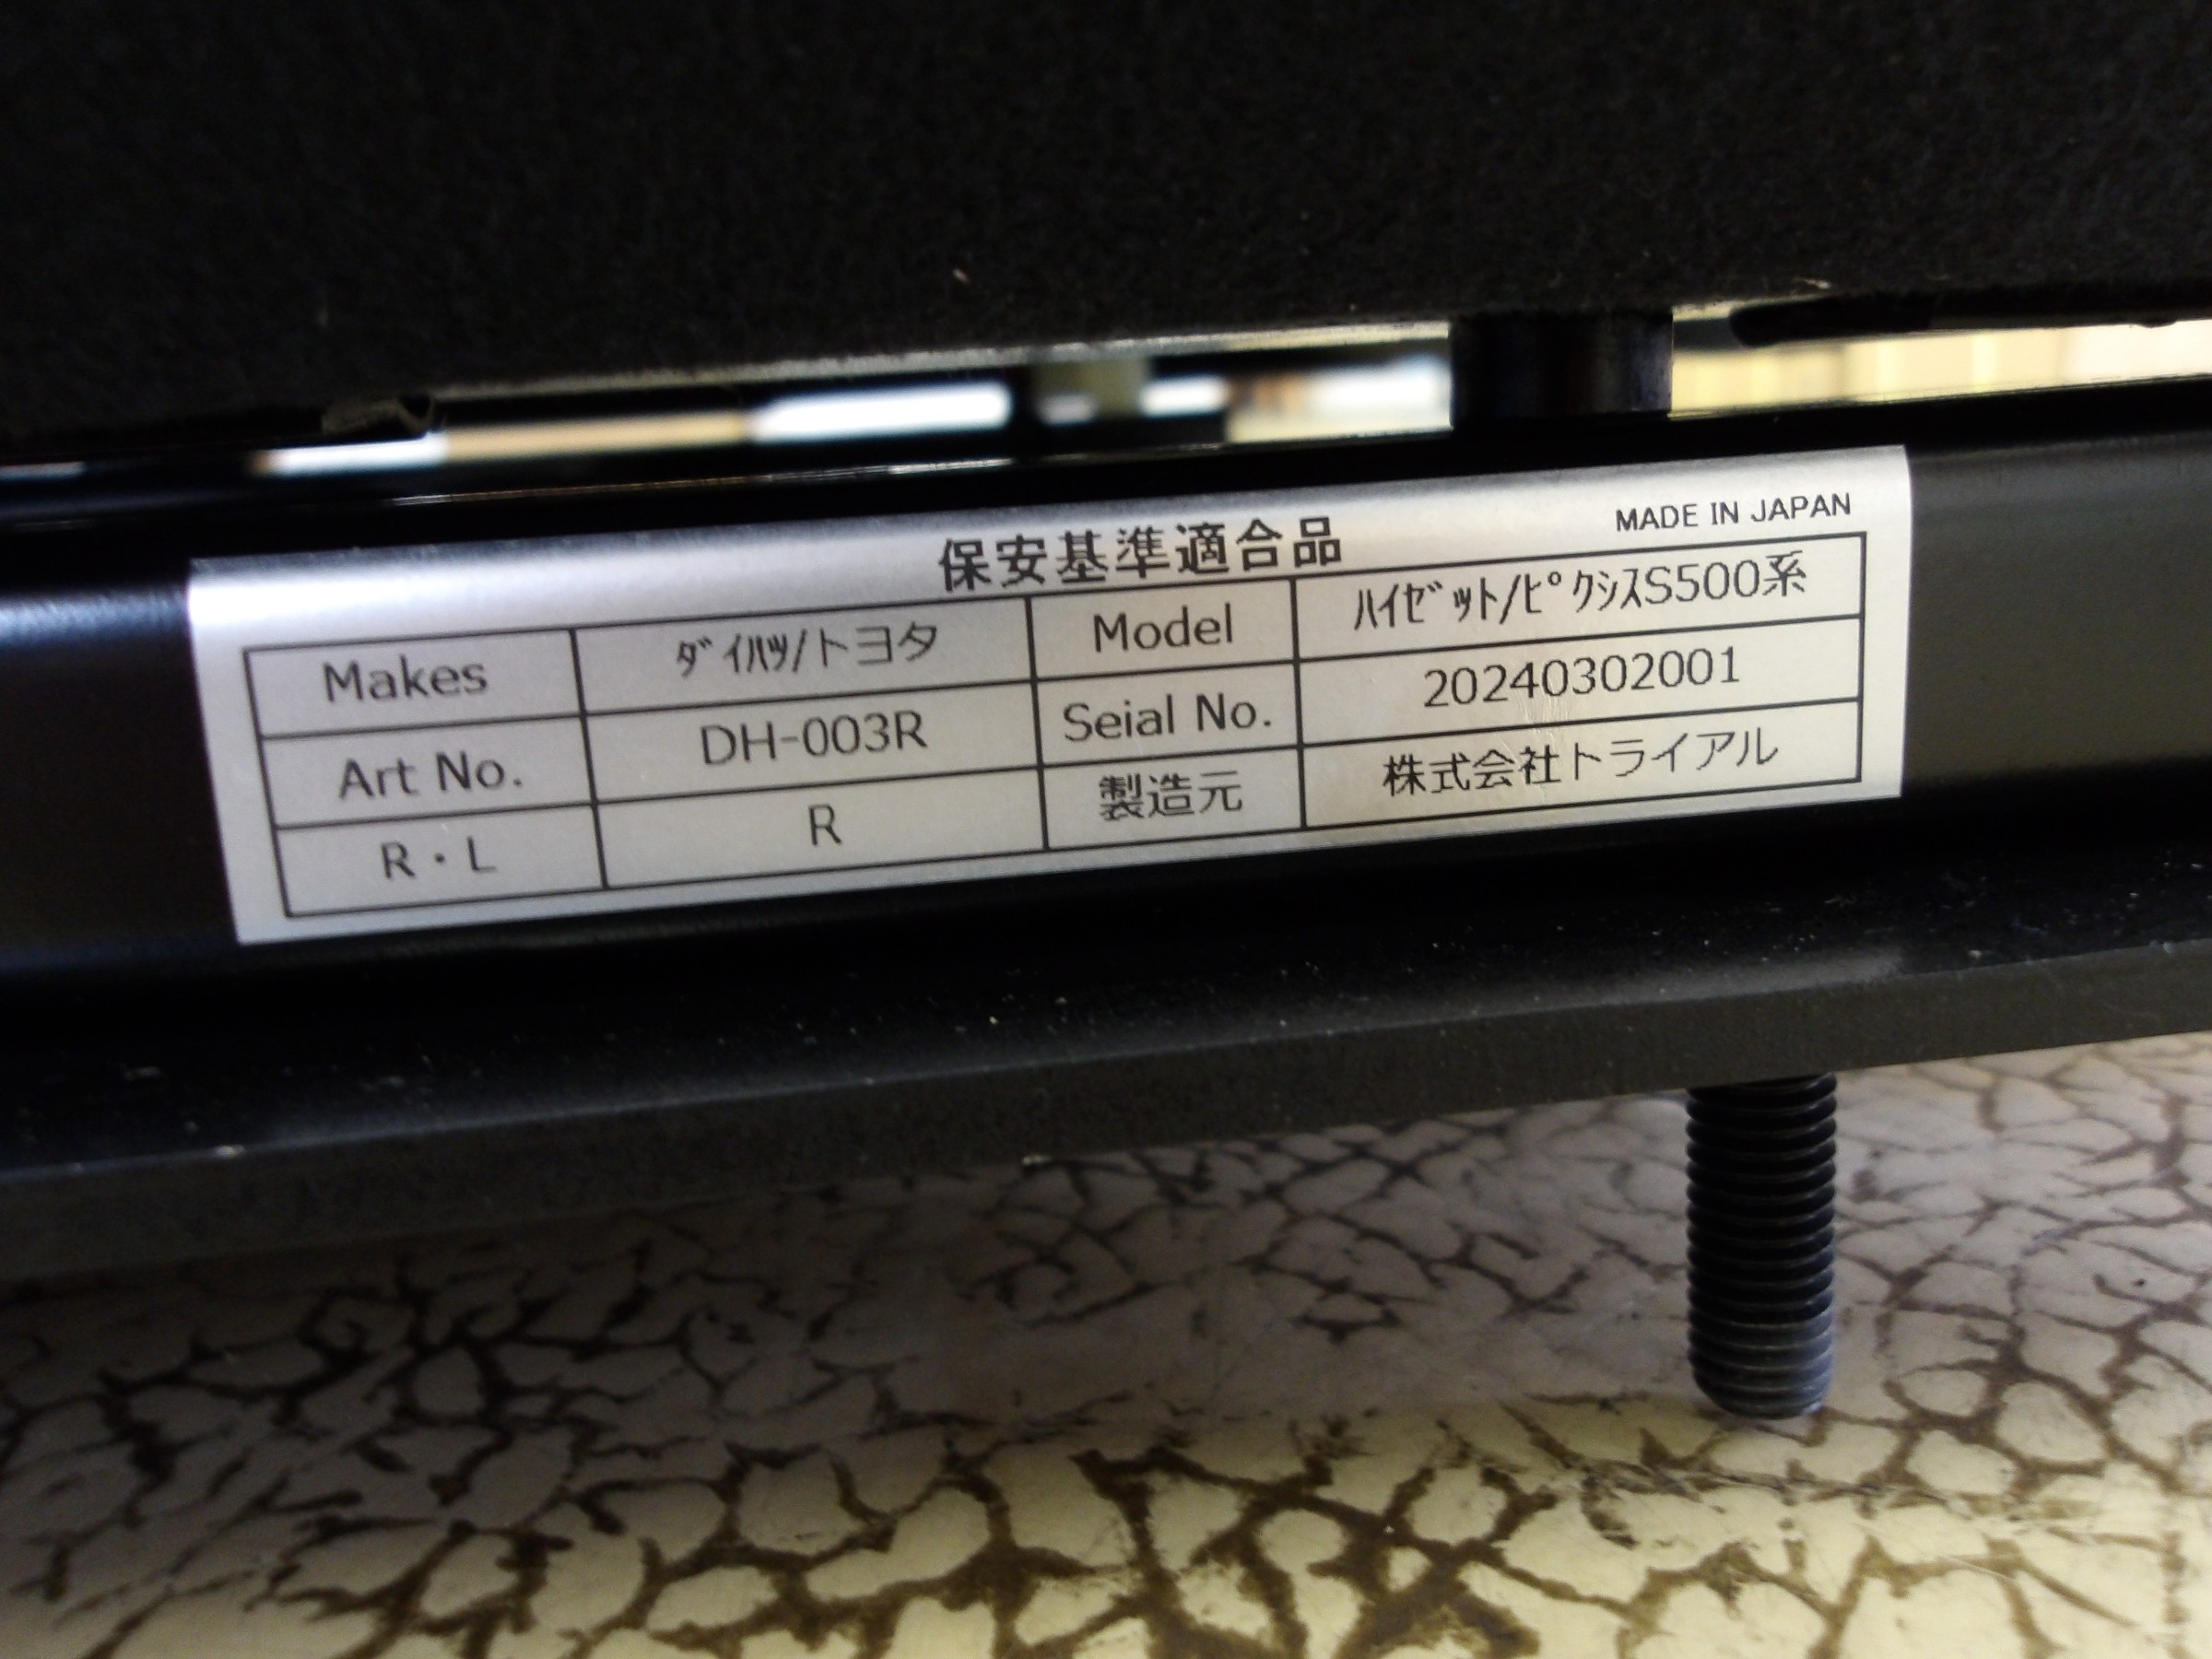 保安基準適合品
MADE IN JAPAN
Makes ﾀﾞｲﾊﾂ/トヨタ Model ﾊｲｾﾞｯﾄ/ﾋﾟｸｼｽS500系
Art No. DH-003R Seial No. 20240302001
R・L R 製造元 株式会社トライアル